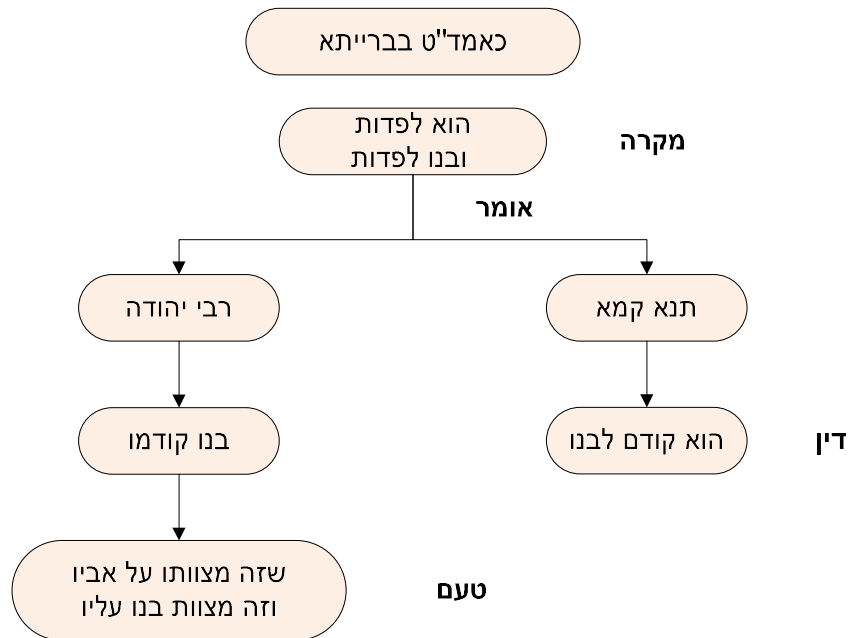 כאמד"ט בברייתא
הוא לפדות
ובנו לפדות
מקרה
אומר
תנא קמא
רבי יהודה
הוא קודם לבנו
בנו קודמו
דין
שזה מצוותו על אביו
וזה מצוות בנו עליו
טעם